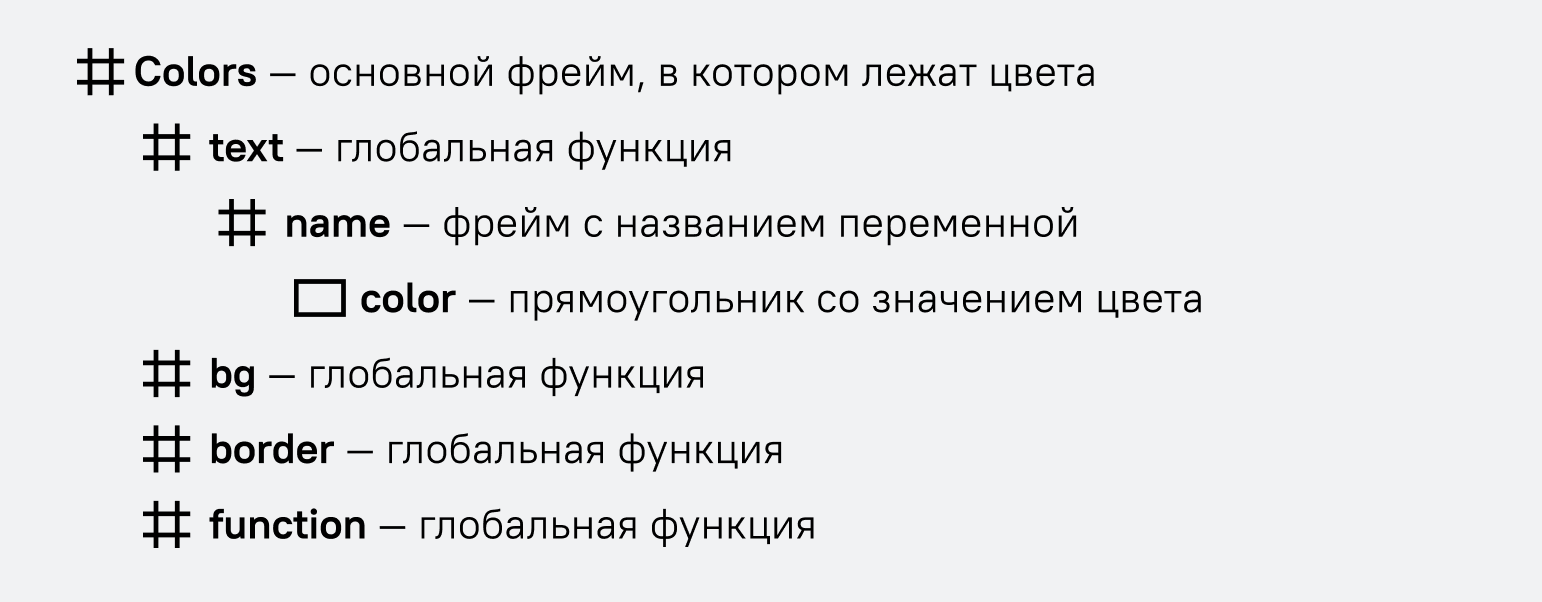 Colors – основной фрейм, в котором лежат цвета
text – глобальная функция
name – фрейм с названием переменной
color – прямоугольник со значением цвета
bg – глобальная функция
border – глобальная функция
function – глобальная функция